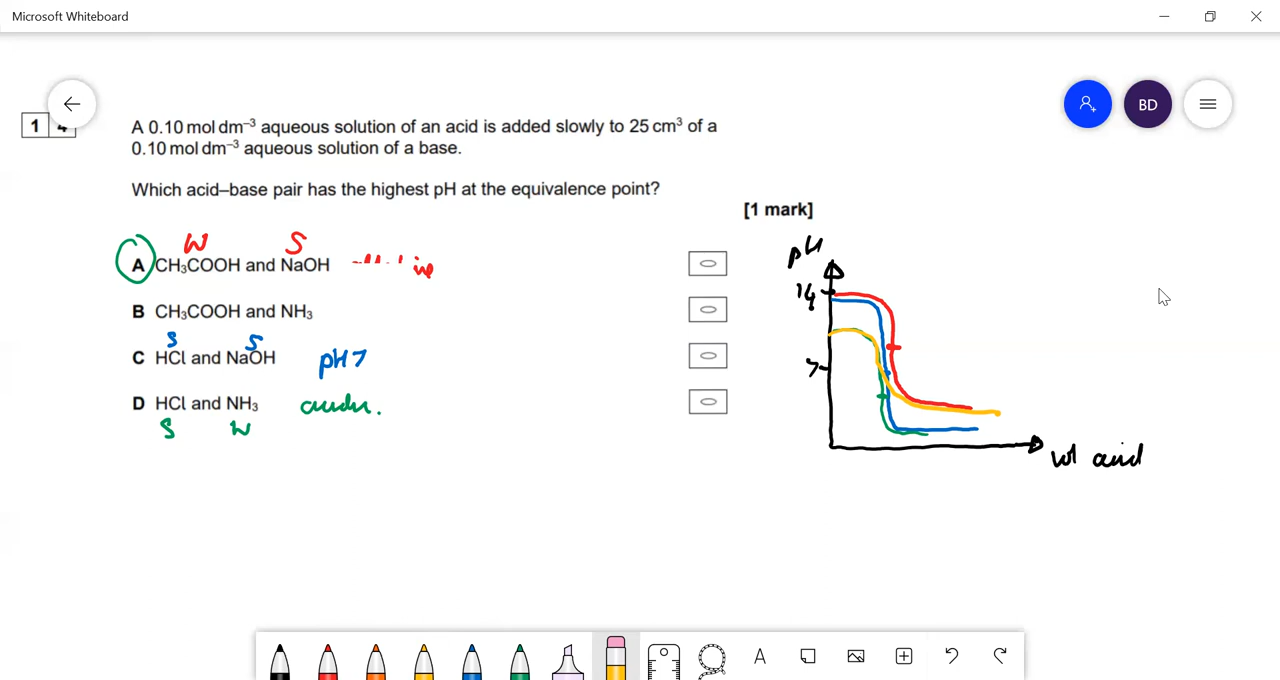 Microsoft Whiteboard
BD
1 4
A 0.10 mol dm⁻³ aqueous solution of an acid is added slowly to 25 cm³ of a
0.10 mol dm⁻³ aqueous solution of a base.
Which acid–base pair has the highest pH at the equivalence point?
[1 mark]
W S
A CH₃COOH and NaOH
B CH₃COOH and NH₃
S S
C HCl and NaOH pH 7
D HCl and NH₃
S W
pH
14
7
acid
A